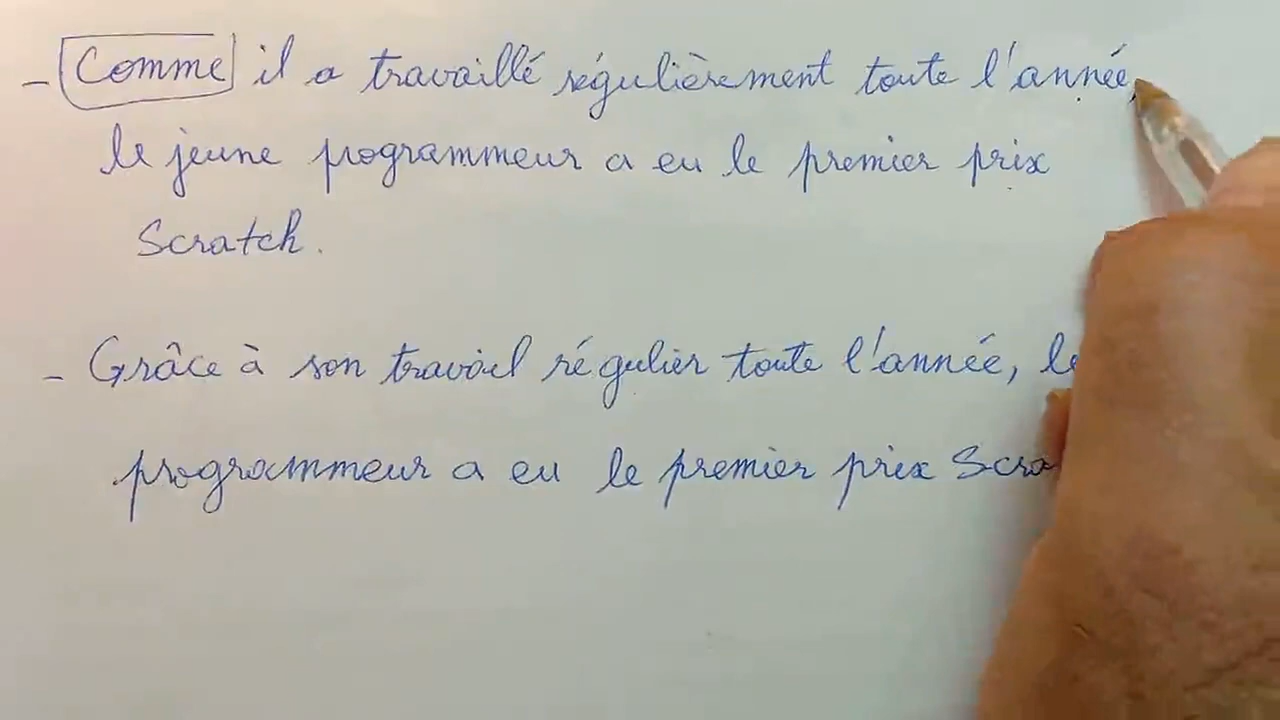 - Comme il a travaillé régulièrement toute l'année,
le jeune programmeur a eu le premier prix
Scratch.
- Grâce à son travail régulier toute l'année, le
programmeur a eu le premier prix Scra